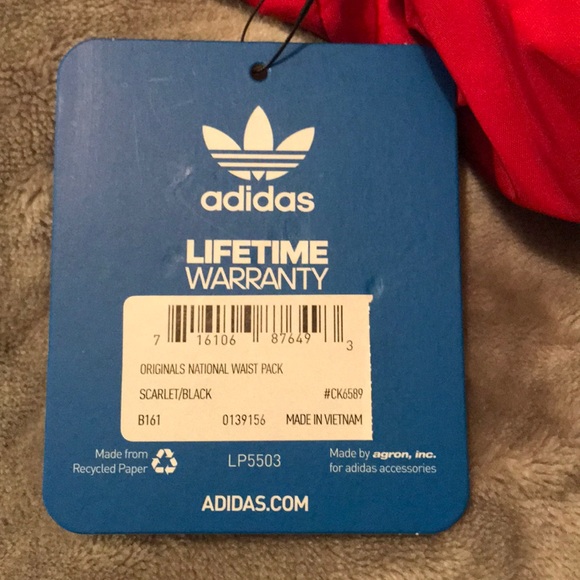 adidas
LIFETIME
WARRANTY
7 16106 87649 3
ORIGINALS NATIONAL WAIST PACK
SCARLET/BLACK #CK6589
B161 0139156 MADE IN VIETNAM
Made from
Recycled Paper
LP5503
Made by agron, inc.
for adidas accessories
ADIDAS.COM